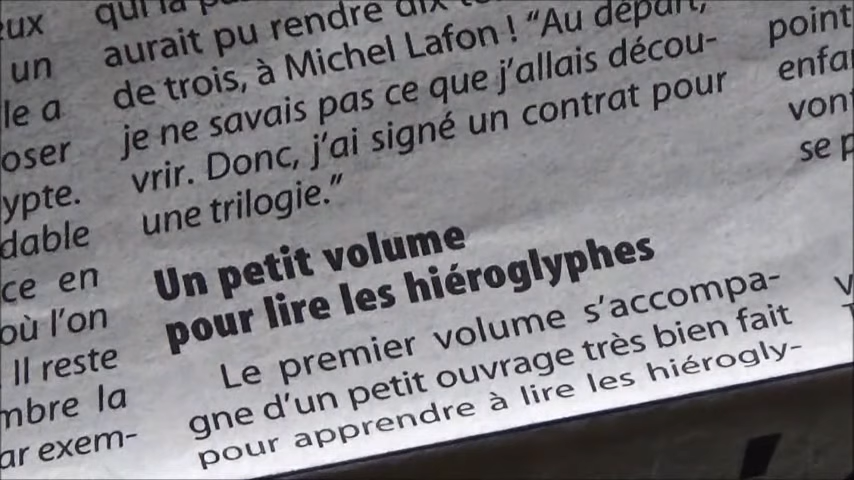 eux
un
le a
oser
ypte.
dable
ce en
où l'on
Il reste
mbre la
ar exem-
qui la
aurait pu rendre dix
de trois, à Michel Lafon ! "Au départ,
je ne savais pas ce que j'allais décou-
vrir. Donc, j'ai signé un contrat pour
une trilogie."
Un petit volume
pour lire les hiéroglyphes
Le premier volume s'accompa-
gne d'un petit ouvrage très bien fait
pour apprendre à lire les hiérogly-
point
enfa
vont
se p